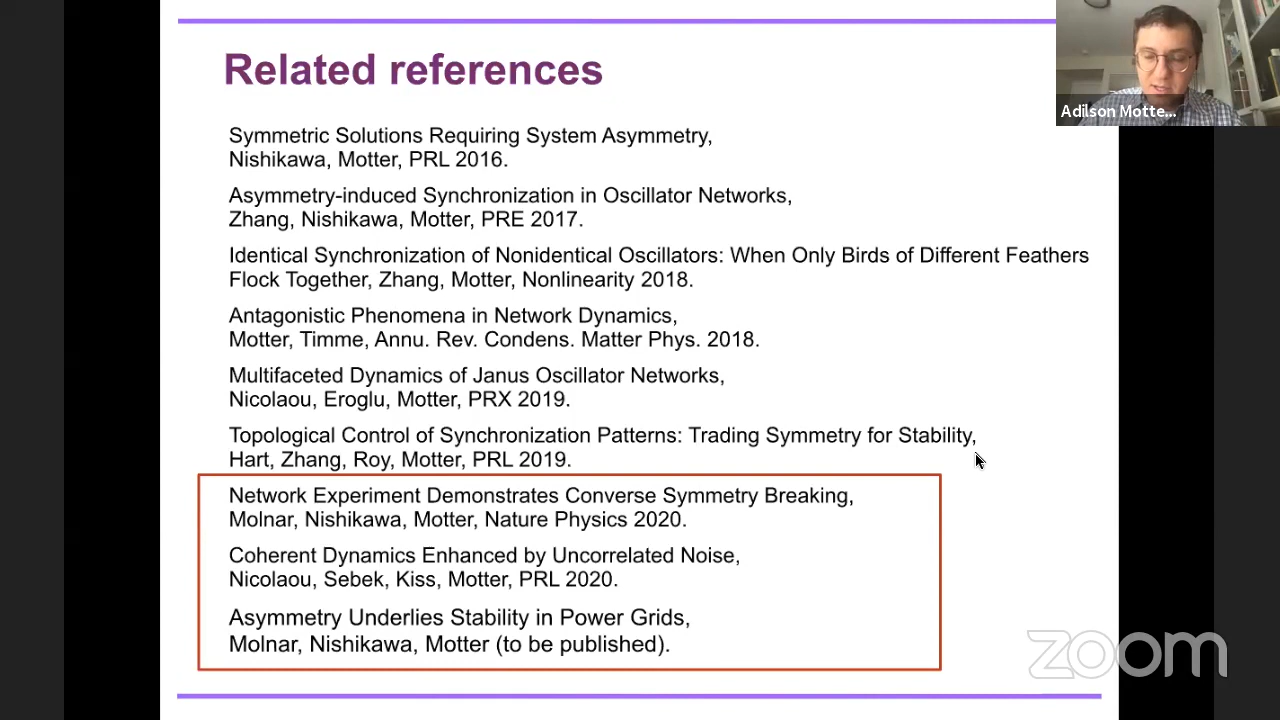 Related references
Adilson Motte...
Symmetric Solutions Requiring System Asymmetry,
Nishikawa, Motter, PRL 2016.
Asymmetry-induced Synchronization in Oscillator Networks,
Zhang, Nishikawa, Motter, PRE 2017.
Identical Synchronization of Nonidentical Oscillators: When Only Birds of Different Feathers
Flock Together, Zhang, Motter, Nonlinearity 2018.
Antagonistic Phenomena in Network Dynamics,
Motter, Timme, Annu. Rev. Condens. Matter Phys. 2018.
Multifaceted Dynamics of Janus Oscillator Networks,
Nicolaou, Eroglu, Motter, PRX 2019.
Topological Control of Synchronization Patterns: Trading Symmetry for Stability,
Hart, Zhang, Roy, Motter, PRL 2019.
Network Experiment Demonstrates Converse Symmetry Breaking,
Molnar, Nishikawa, Motter, Nature Physics 2020.
Coherent Dynamics Enhanced by Uncorrelated Noise,
Nicolaou, Sebek, Kiss, Motter, PRL 2020.
Asymmetry Underlies Stability in Power Grids,
Molnar, Nishikawa, Motter (to be published).
zoom